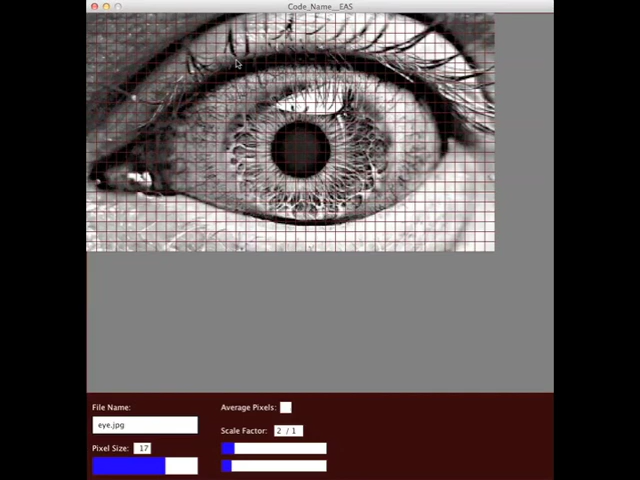 Code_Name__EAS
File Name:
eye.jpg
Pixel Size: 17
Average Pixels:
Scale Factor: 2 / 1